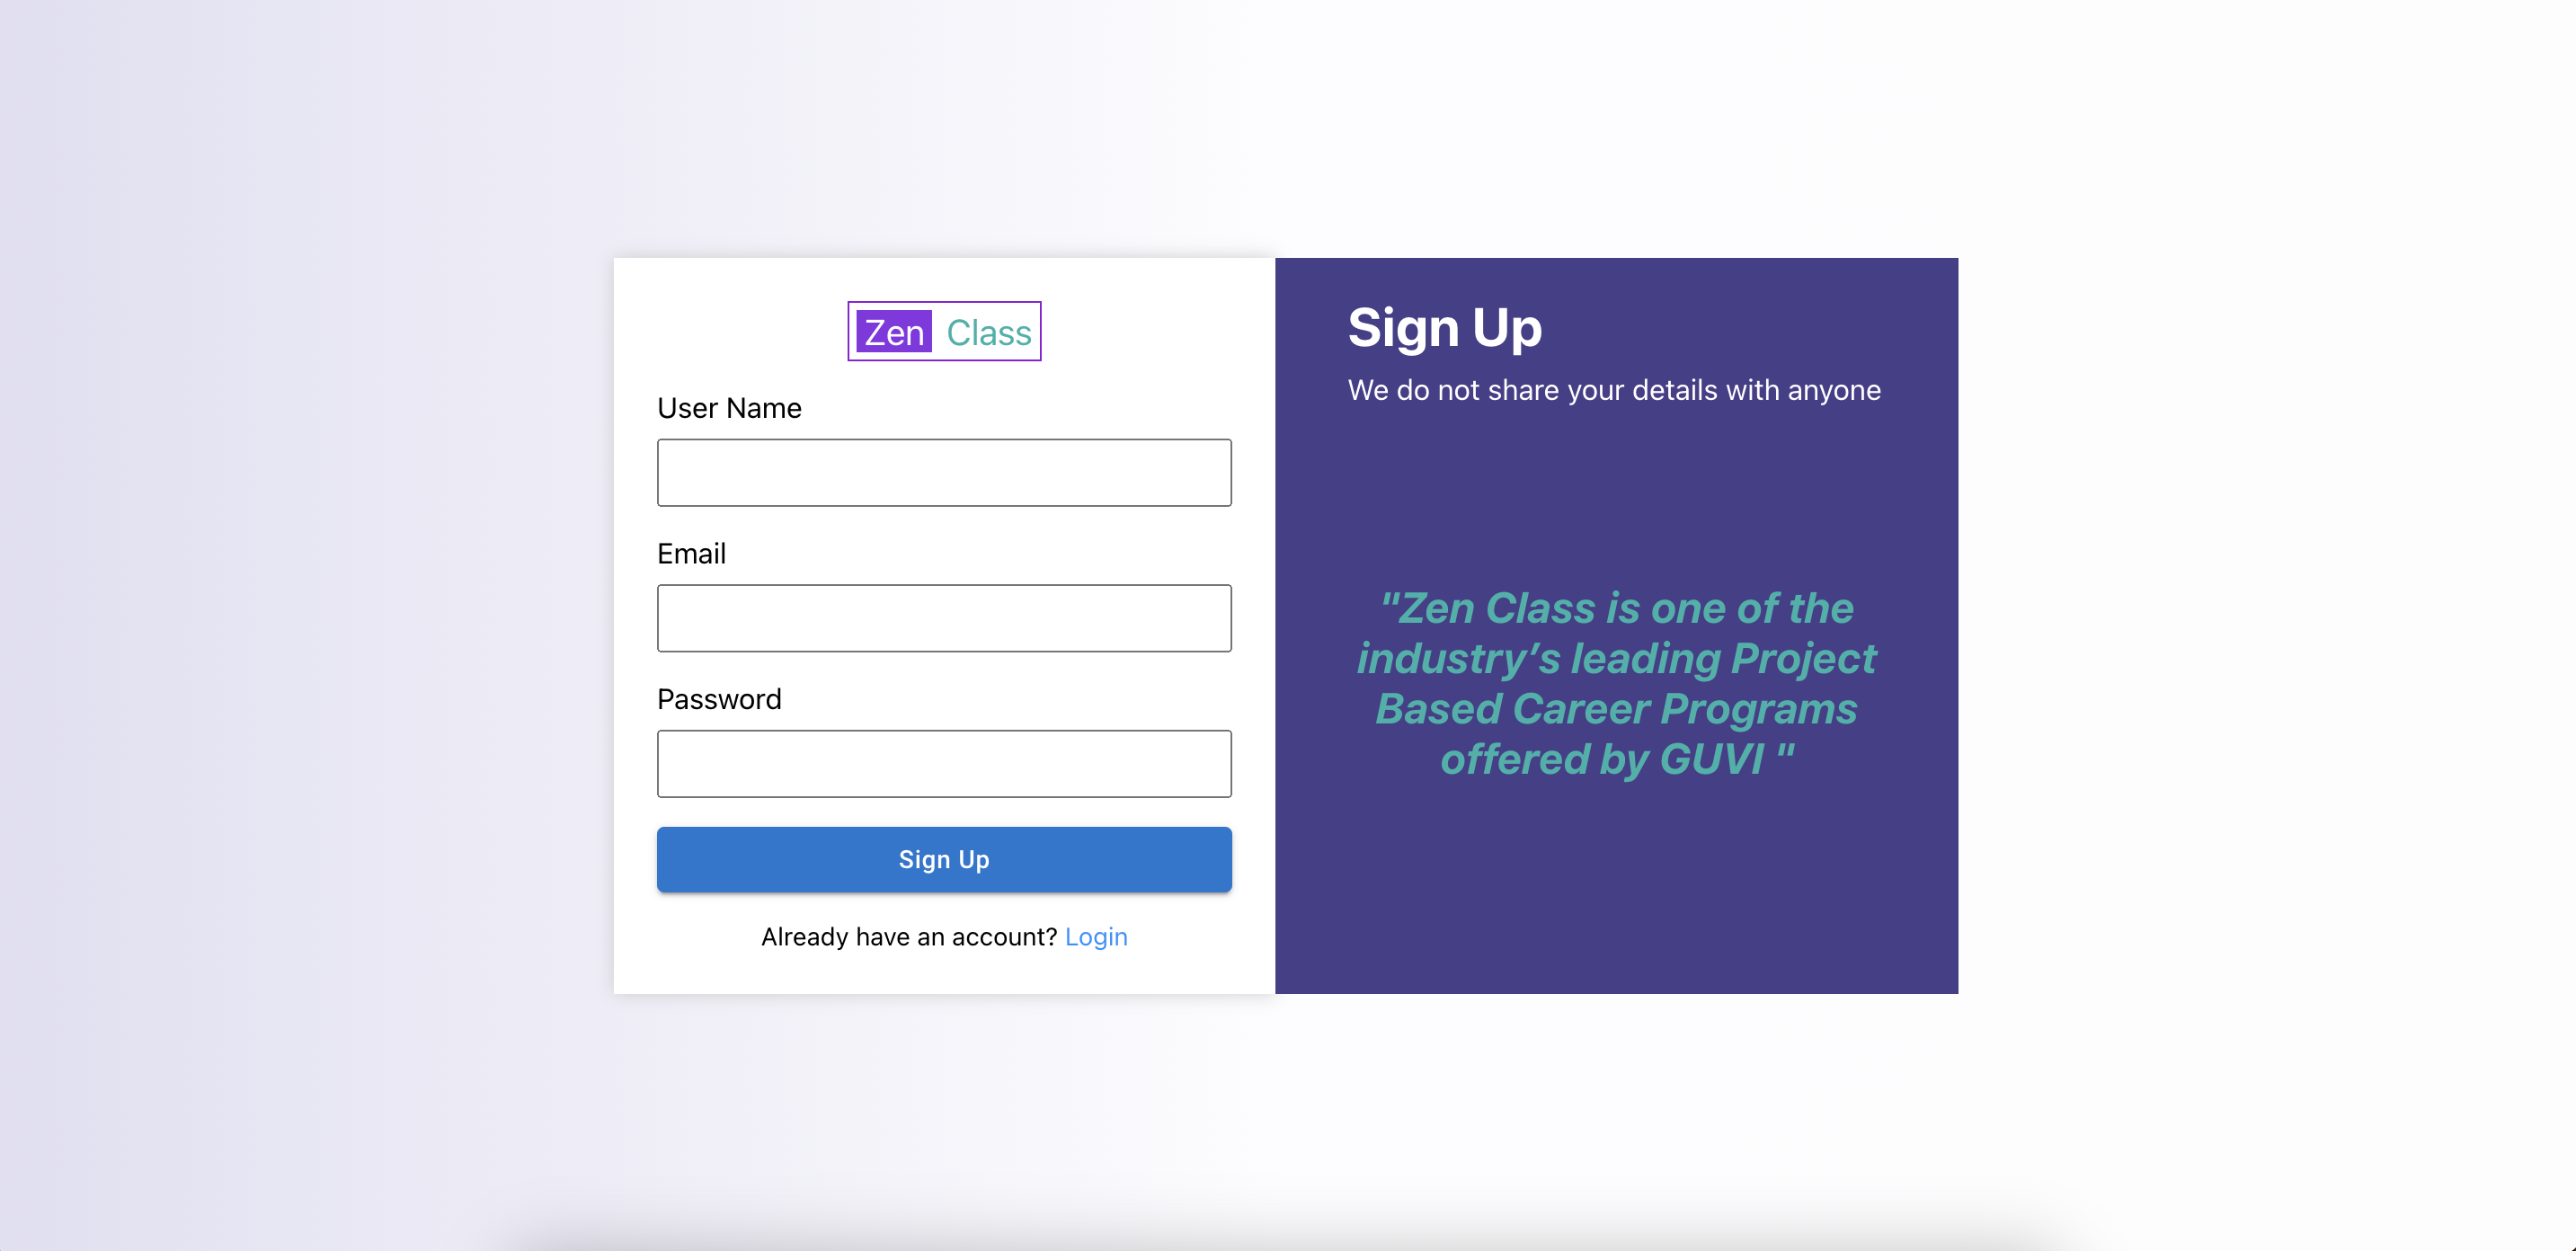 Zen Class
User Name
Email
Password
Sign Up
Already have an account? Login
Sign Up
We do not share your details with anyone
"Zen Class is one of the
industry’s leading Project
Based Career Programs
offered by GUVI "